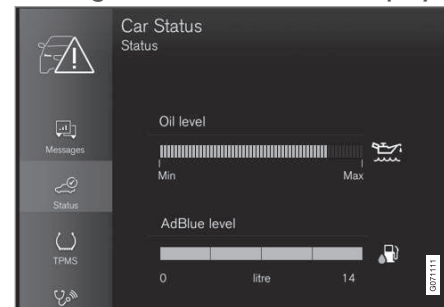 Car Status
Status
Messages
Status
TPMS
Oil level
Min Max
AdBlue level
0 litre 14
G071111